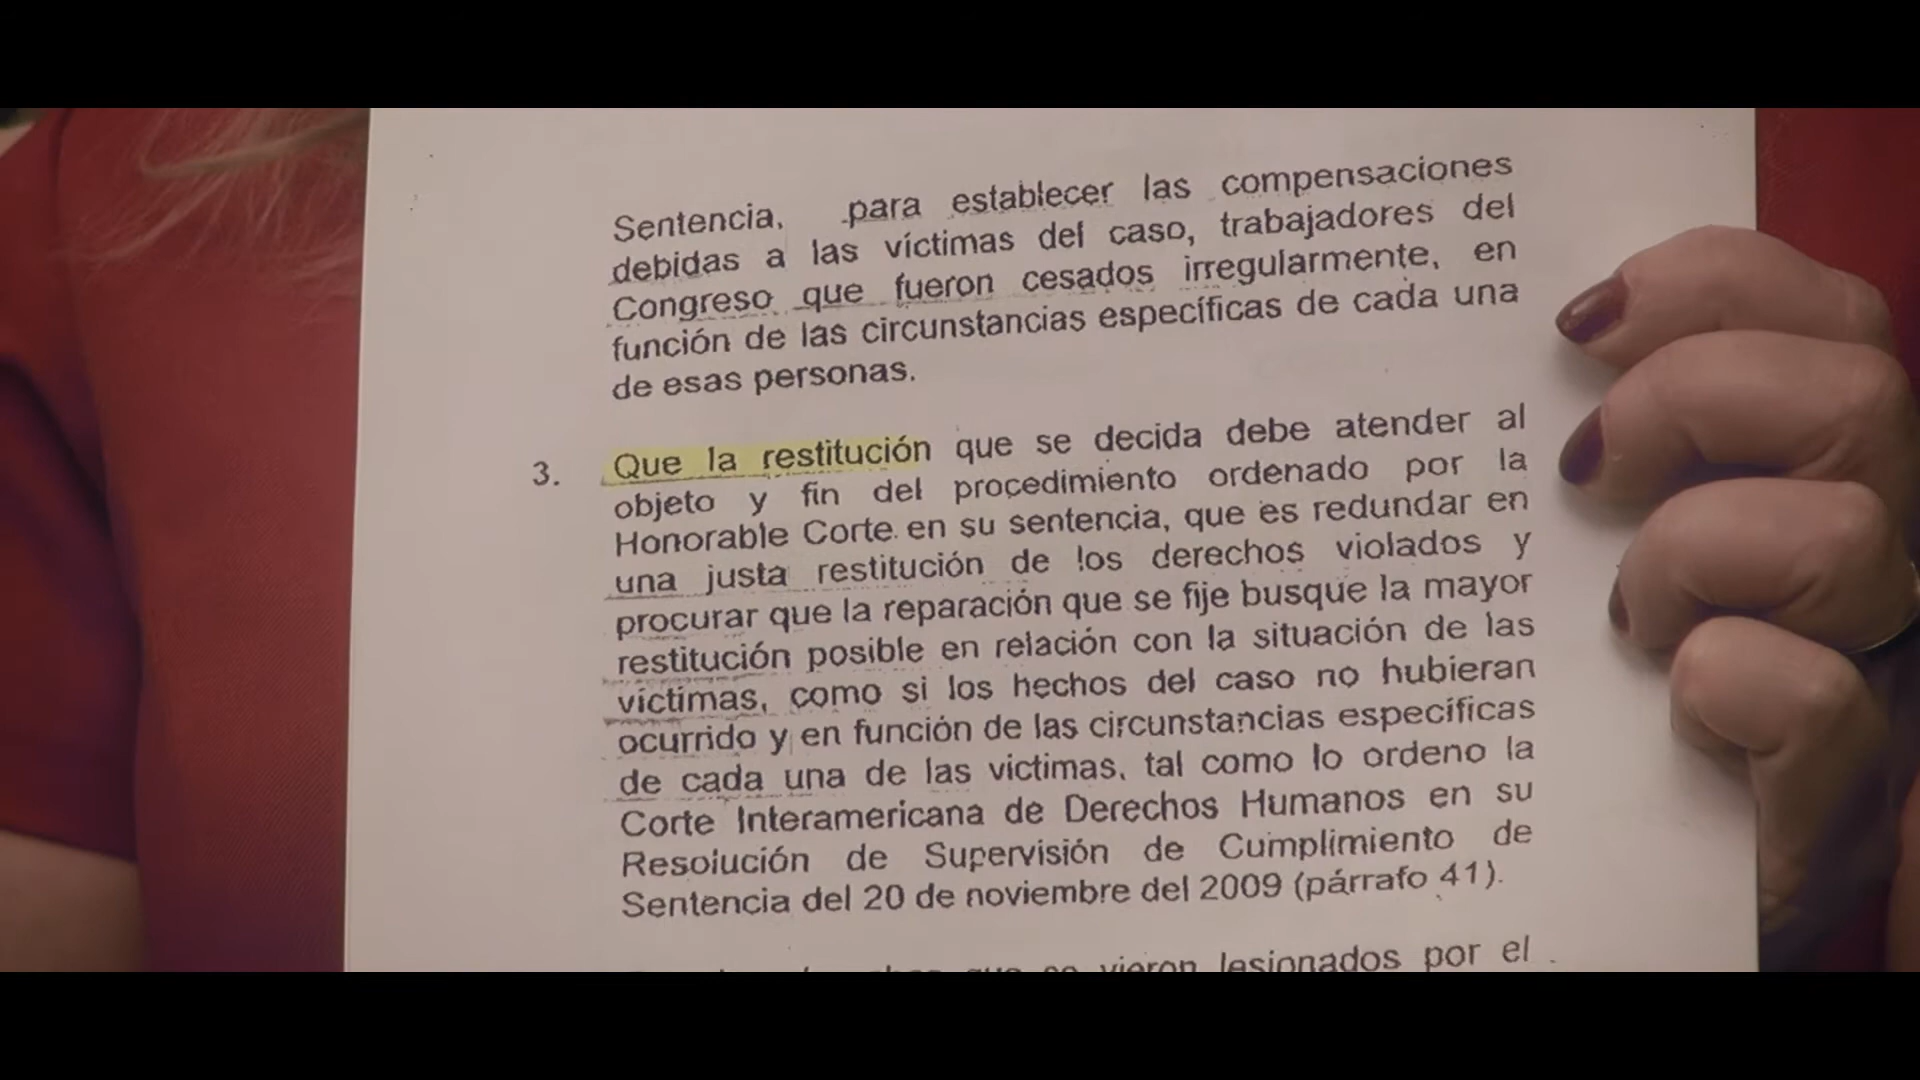 Sentencia, para establecer las compensaciones
debidas a las víctimas del caso, trabajadores del
Congreso que fueron cesados irregularmente, en
función de las circunstancias específicas de cada una
de esas personas.
3. Que la restitución que se decida debe atender al
objeto y fin del procedimiento ordenado por la
Honorable Corte en su sentencia, que es redundar en
una justa restitución de los derechos violados y
procurar que la reparación que se fije busque la mayor
restitución posible en relación con la situación de las
víctimas, como si los hechos del caso no hubieran
ocurrido y en función de las circunstancias específicas
de cada una de las victimas, tal como lo ordeno la
Corte Interamericana de Derechos Humanos en su
Resolución de Supervisión de Cumplimiento de
Sentencia del 20 de noviembre del 2009 (párrafo 41).
vieron lesionados por el